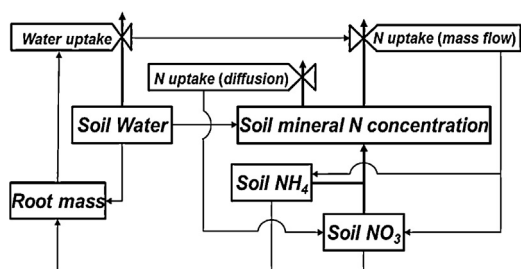 Water uptake
N uptake (mass flow)
N uptake (diffusion)
Soil Water
Soil mineral N concentration
Soil NH₄
Root mass
Soil NO₃